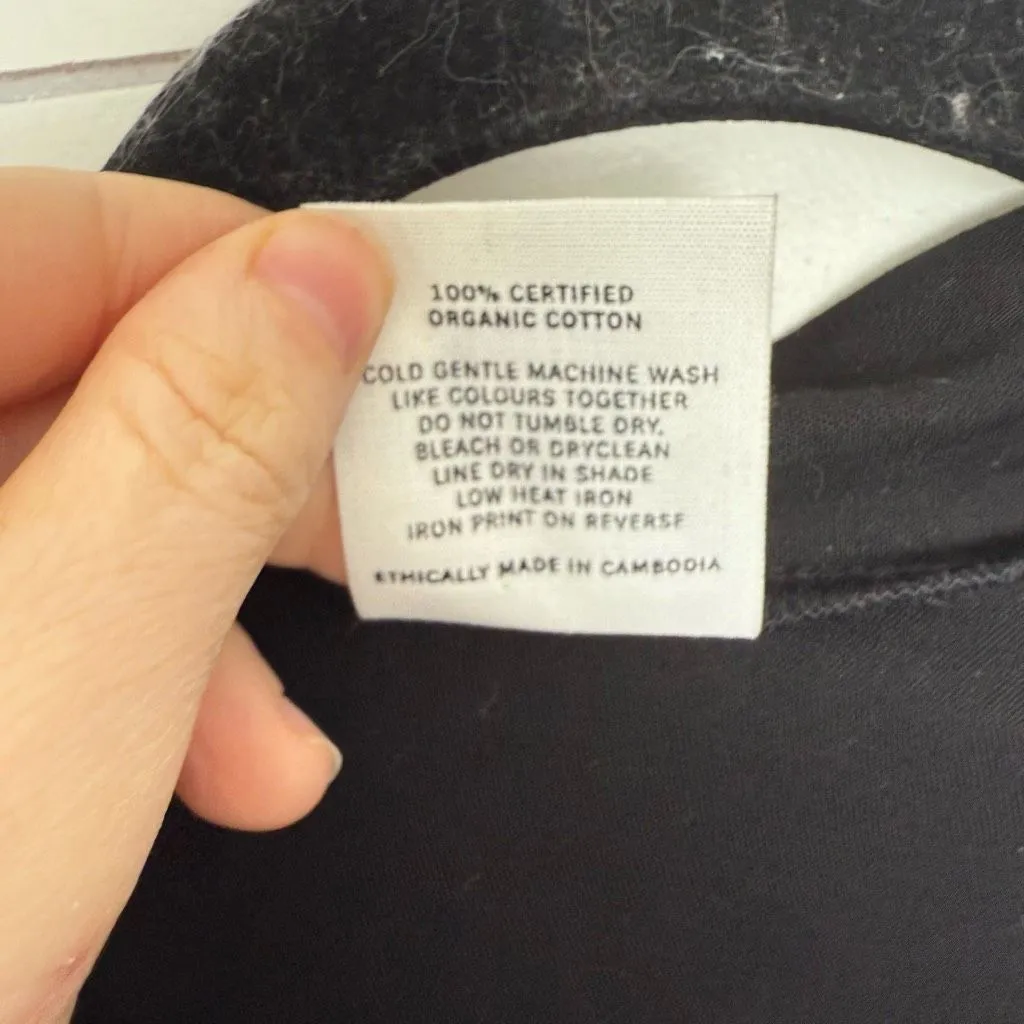 100% CERTIFIED
ORGANIC COTTON
COLD GENTLE MACHINE WASH
LIKE COLOURS TOGETHER
DO NOT TUMBLE DRY,
BLEACH OR DRYCLEAN
LINE DRY IN SHADE
LOW HEAT IRON
IRON PRINT ON REVERSE
ETHICALLY MADE IN CAMBODIA